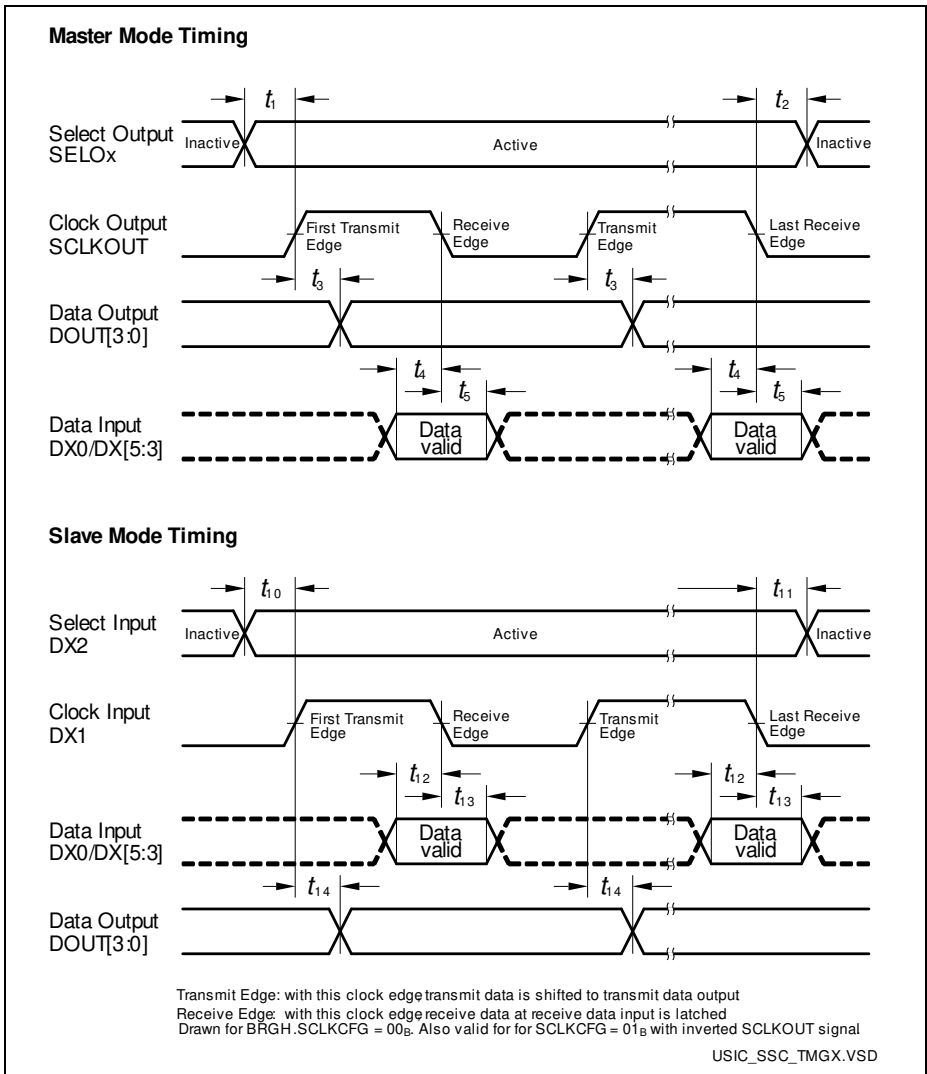 Master Mode Timing
t1
t2
Select Output
SELOx
Inactive
Active
Inactive
Clock Output
SCLKOUT
First Transmit
Edge
Receive
Edge
Transmit
Edge
Last Receive
Edge
t3
t3
Data Output
DOUT[3:0]
t4
t5
t4
t5
Data Input
DX0/DX[5:3]
Data
valid
Data
valid
Slave Mode Timing
t10
t11
Select Input
DX2
Inactive
Active
Inactive
Clock Input
DX1
First Transmit
Edge
Receive
Edge
Transmit
Edge
Last Receive
Edge
t12
t13
t12
t13
Data Input
DX0/DX[5:3]
Data
valid
Data
valid
t14
t14
Data Output
DOUT[3:0]
Transmit Edge: with this clock edge, transmit data is shifted to transmit data output
Receive Edge: with this clock edge, receive data at receive data input is latched
Drawn for BRGH.SCLKCFG = 00B. Also valid for for SCLKCFG = 01B with inverted SCLKOUT signal.
USIC_SSC_TMGX.VSD